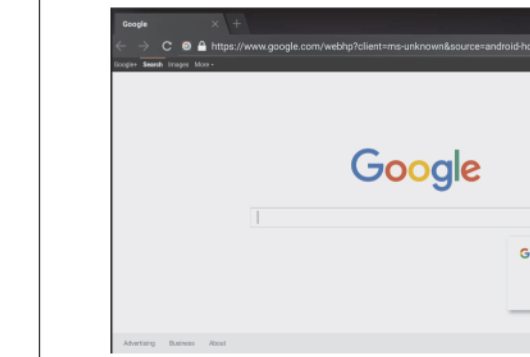 Google × +
https://www.google.com/webhp?client=ms-unknown&source=android-ho
Google+ Search Images More
Google
G
Advertising Business About